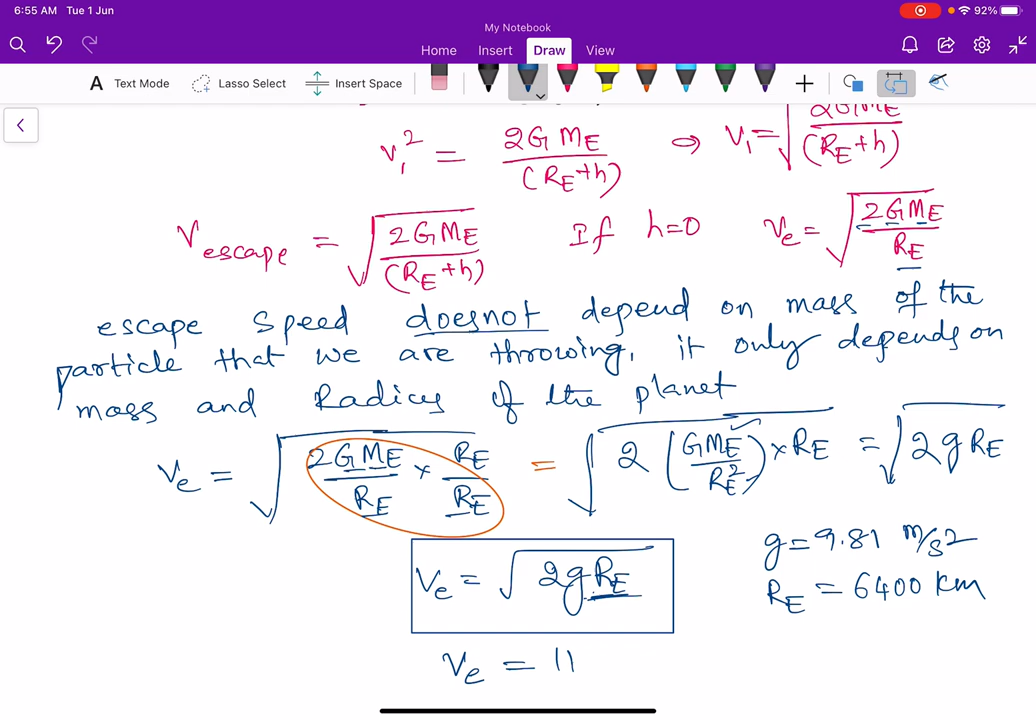 6:55 AM Tue 1 Jun 92%
My Notebook
Home Insert Draw View
A Text Mode Lasso Select Insert Space
v₁² = 2GME/(RE+h) ⇒ v₁ = √(2GME/(RE+h))
Vescape = √(2GME/(RE+h)) If h=0 Ve = √(2GME/RE)
escape speed doesnot depend on mass of the
particle that we are throwing, it only depends on
mass and Radius of the planet
Ve = √(2GME/RE × RE/RE) = √(2(GME/RE²)×RE) = √2gRE
g = 9.81 m/s2
Ve = √2gRE
RE = 6400 km
Ve = 11